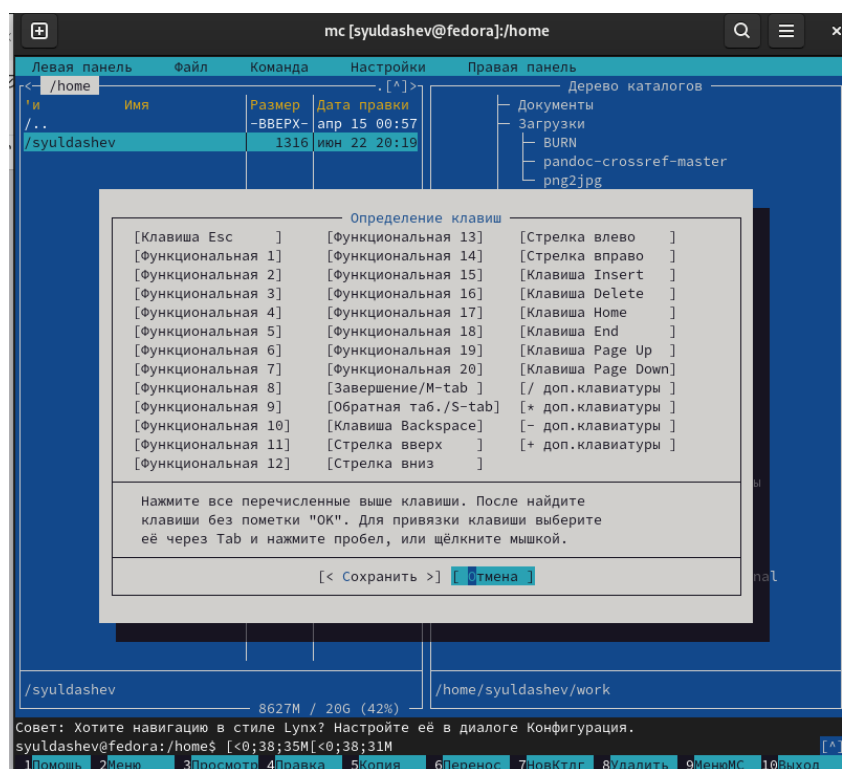 mc [syuldashev@fedora]:/home
Левая панель Файл Команда Настройки Правая панель
<─ /home .[^]>
'и Имя Размер Дата правки
/.. -ВВЕРХ- апр 15 00:57
/syuldashev 1316 июн 22 20:19
Дерево каталогов
Документы
Загрузки
BURN
pandoc-crossref-master
png2jpg
Определение клавиш
[Клавиша Esc ] [Функциональная 13] [Стрелка влево ]
[Функциональная 1] [Функциональная 14] [Стрелка вправо ]
[Функциональная 2] [Функциональная 15] [Клавиша Insert ]
[Функциональная 3] [Функциональная 16] [Клавиша Delete ]
[Функциональная 4] [Функциональная 17] [Клавиша Home ]
[Функциональная 5] [Функциональная 18] [Клавиша End ]
[Функциональная 6] [Функциональная 19] [Клавиша Page Up ]
[Функциональная 7] [Функциональная 20] [Клавиша Page Down]
[Функциональная 8] [Завершение/M-tab ] [/ доп.клавиатуры ]
[Функциональная 9] [Обратная таб./S-tab] [* доп.клавиатуры ]
[Функциональная 10] [Клавиша Backspace] [- доп.клавиатуры ]
[Функциональная 11] [Стрелка вверх ] [+ доп.клавиатуры ]
[Функциональная 12] [Стрелка вниз ]
ы
Нажмите все перечисленные выше клавиши. После найдите
клавиши без пометки "OK". Для привязки клавиши выберите
её через Tab и нажмите пробел, или щёлкните мышкой.
[< Сохранить >] [ Отмена ]
nal
/syuldashev
/home/syuldashev/work
8627M / 20G (42%)
Совет: Хотите навигацию в стиле Lynx? Настройте её в диалоге Конфигурация.
syuldashev@fedora:/home$ [<0;38;35M[<0;38;31M [^]
1Помощь 2Меню 3Просмотр 4Правка 5Копия 6Перенос 7НовКтлг 8Удалить 9МенюMC 10Выход